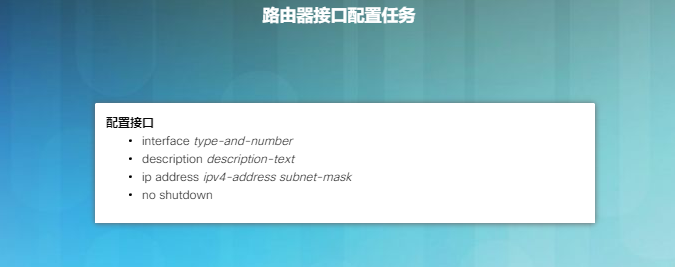 路由器接口配置任务
配置接口
• interface type-and-number
• description description-text
• ip address ipv4-address subnet-mask
• no shutdown